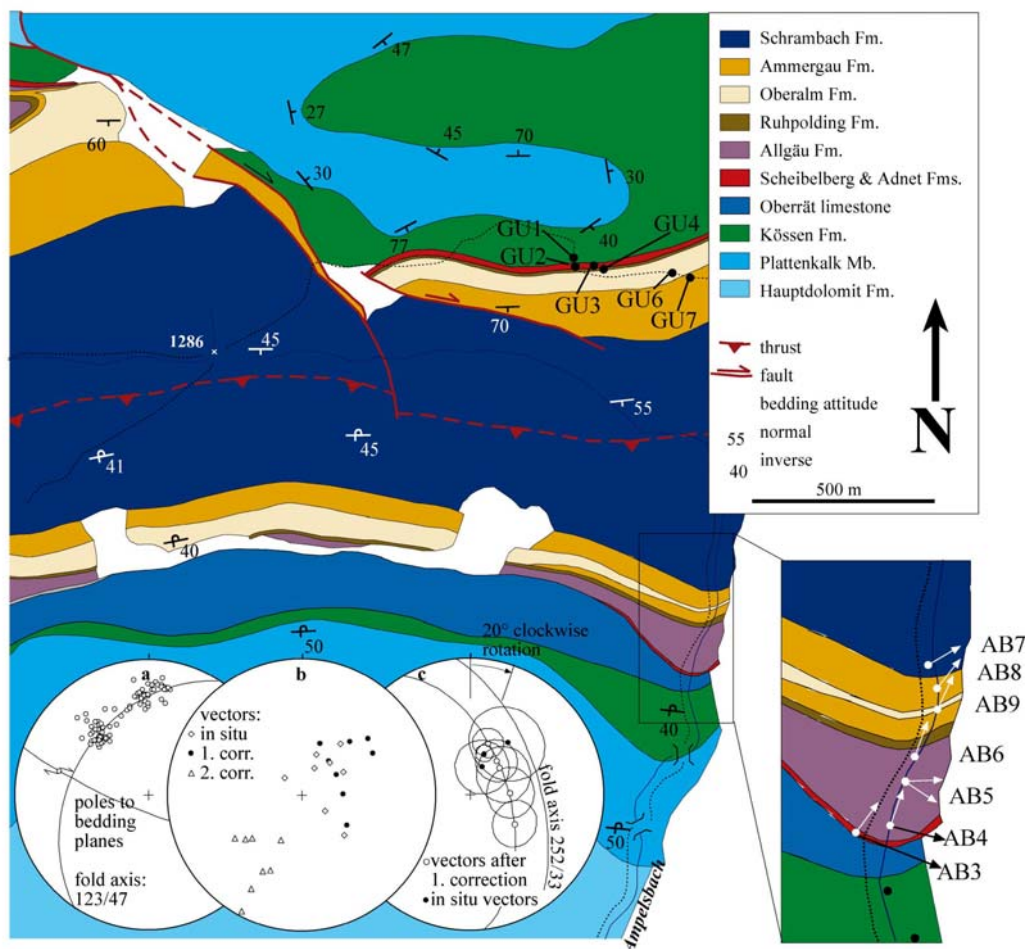 47
60
27
45
70
30
30
77
40
GU1
GU2
GU4
GU3
GU6
GU7
70
1286
45
55
41
45
40
50
40
50
Schrambach Fm.
Ammergau Fm.
Oberalm Fm.
Ruhpolding Fm.
Allgäu Fm.
Scheibelberg & Adnet Fms.
Oberrät limestone
Kössen Fm.
Plattenkalk Mb.
Hauptdolomit Fm.
thrust
fault
bedding attitude
55 normal
40 inverse
N
500 m
20° clockwise
rotation
a
poles to
bedding
planes
fold axis:
123/47
b
vectors:
in situ
1. corr.
2. corr.
c
fold axis 252/33
vectors after
1. correction
in situ vectors
Ampelsbach
AB7
AB8
AB9
AB6
AB5
AB4
AB3